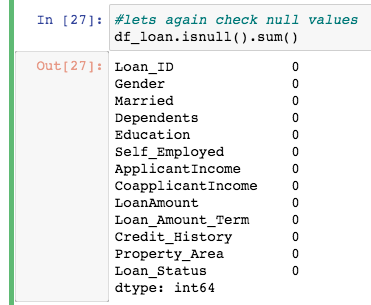 In [27]: #lets again check null values
df_loan.isnull().sum()
Out[27]: Loan_ID 0
Gender 0
Married 0
Dependents 0
Education 0
Self_Employed 0
ApplicantIncome 0
CoapplicantIncome 0
LoanAmount 0
Loan_Amount_Term 0
Credit_History 0
Property_Area 0
Loan_Status 0
dtype: int64